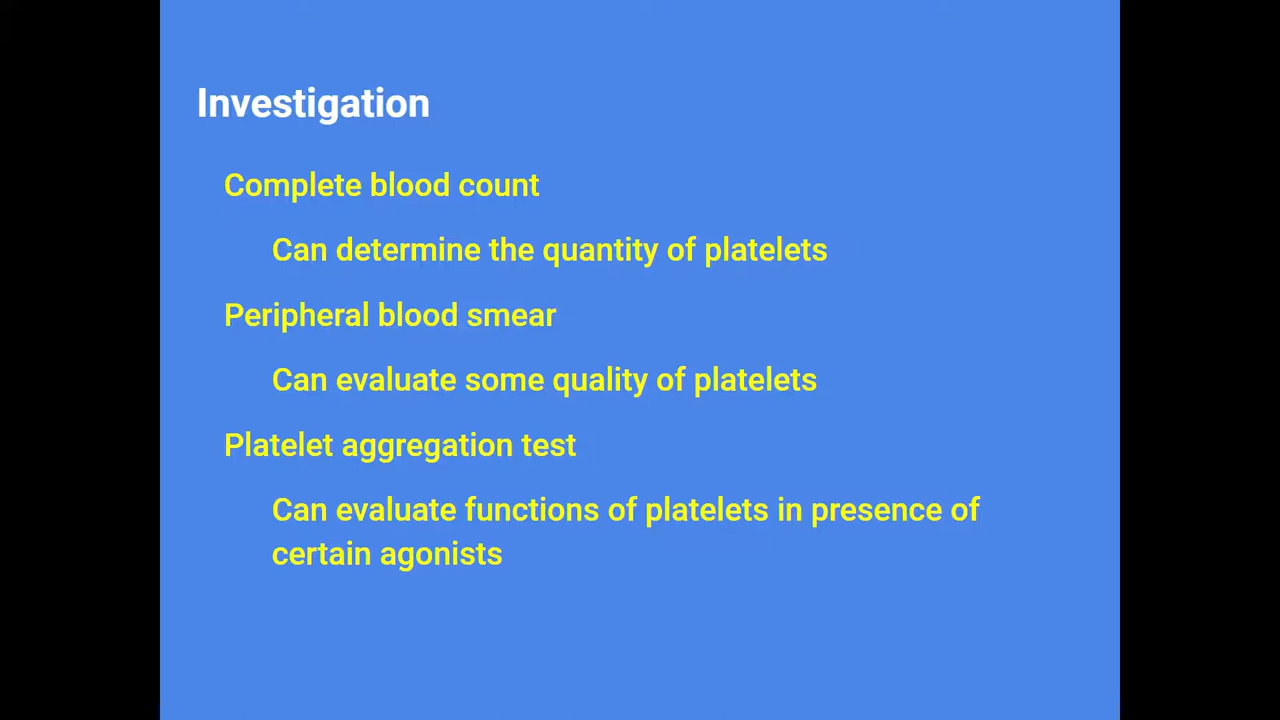 Investigation
Complete blood count
Can determine the quantity of platelets
Peripheral blood smear
Can evaluate some quality of platelets
Platelet aggregation test
Can evaluate functions of platelets in presence of
certain agonists